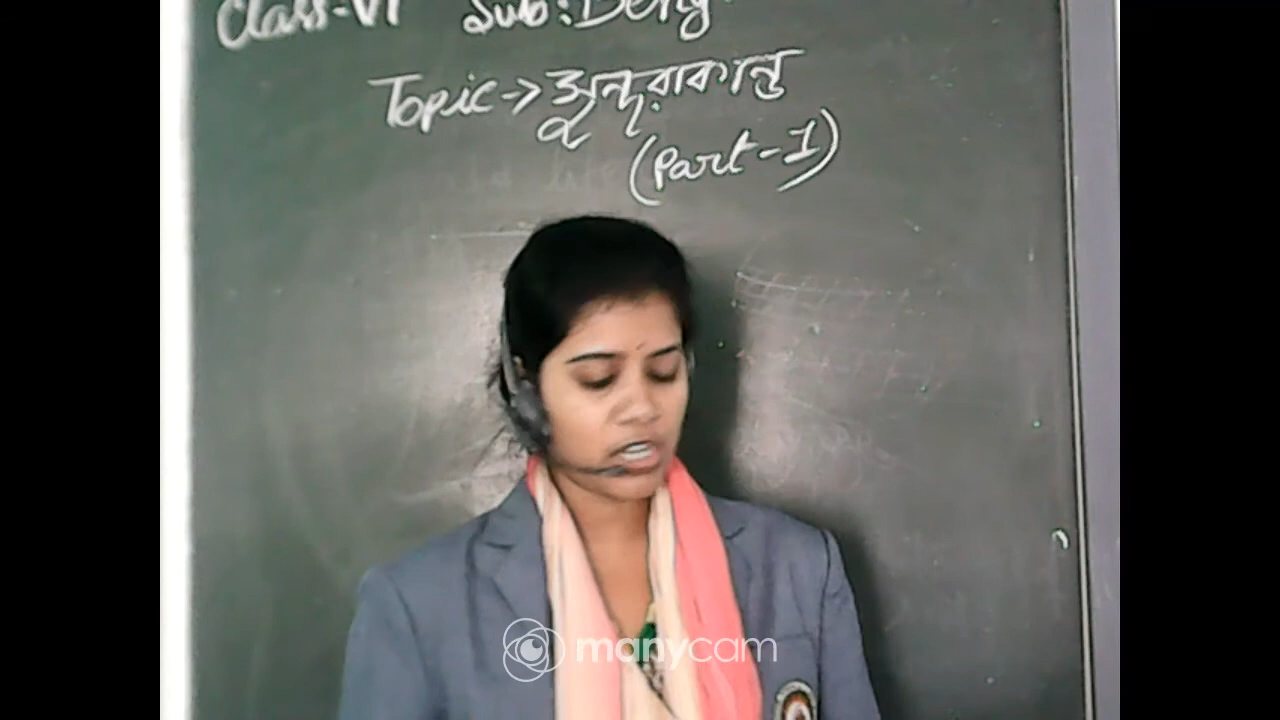 Class-VI Sub: Beng
Topic → সুন্দরাকান্ড
(Part-1)
manycam